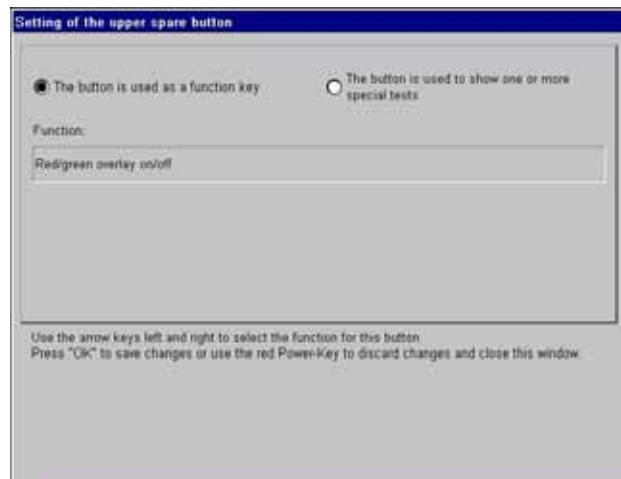 Setting of the upper spare button
The button is used as a function key
The button is used to show one or more
special tests
Function:
Red/green overlay on/off
Use the arrow keys left and right to select the function for this button
Press "OK" to save changes or use the red Power-Key to discard changes and close this window.